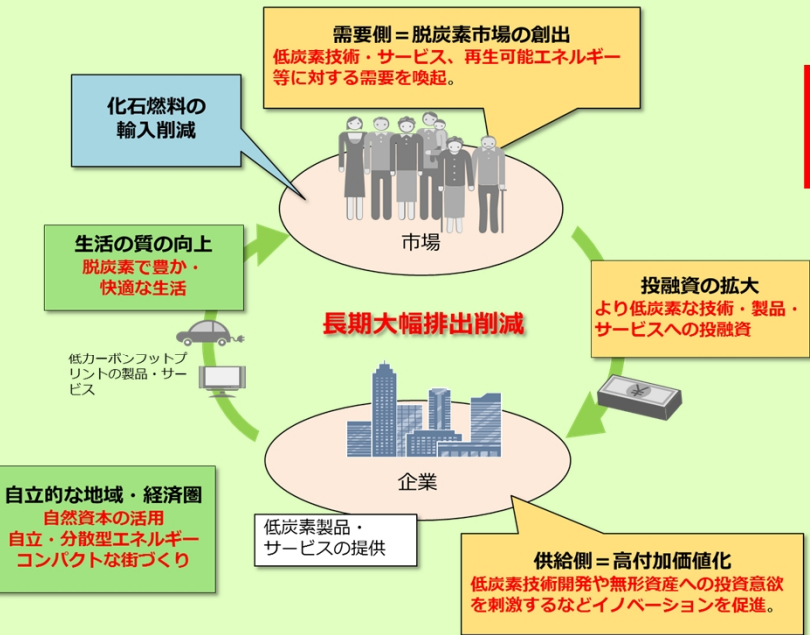 需要側＝脱炭素市場の創出
低炭素技術・サービス、再生可能エネルギー
等に対する需要を喚起。
化石燃料の
輸入削減
市場
生活の質の向上
脱炭素で豊か・
快適な生活
投融資の拡大
より低炭素な技術・製品・
サービスへの投融資
長期大幅排出削減
低カーボンフットプ
リントの製品・サー
ビス
企業
自立的な地域・経済圏
自然資本の活用
自立・分散型エネルギー
コンパクトな街づくり
低炭素製品・
サービスの提供
供給側＝高付加価値化
低炭素技術開発や無形資産への投資意欲
を刺激するなどイノベーションを促進。